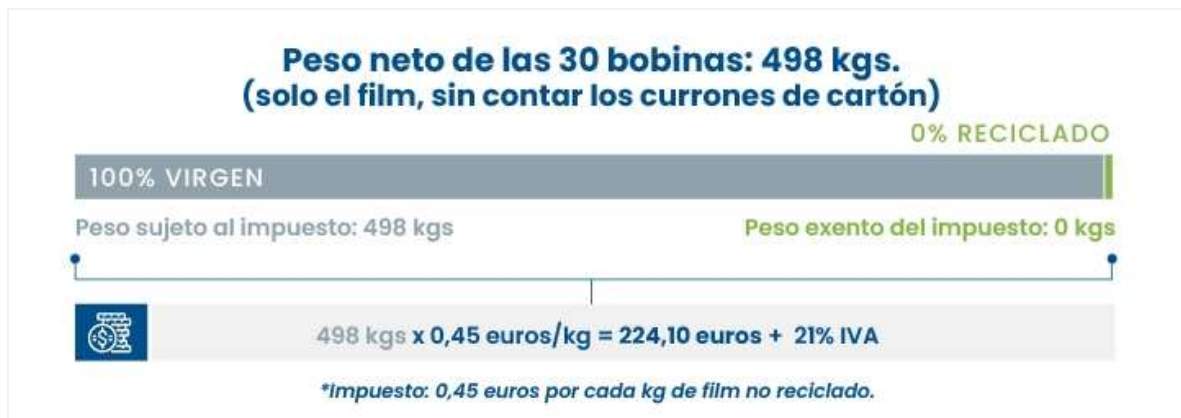 Peso neto de las 30 bobinas: 498 kgs.
(solo el film, sin contar los currones de cartón)
0% RECICLADO
100% VIRGEN
Peso sujeto al impuesto: 498 kgs
Peso exento del impuesto: 0 kgs
498 kgs x 0,45 euros/kg = 224,10 euros + 21% IVA
*Impuesto: 0,45 euros por cada kg de film no reciclado.